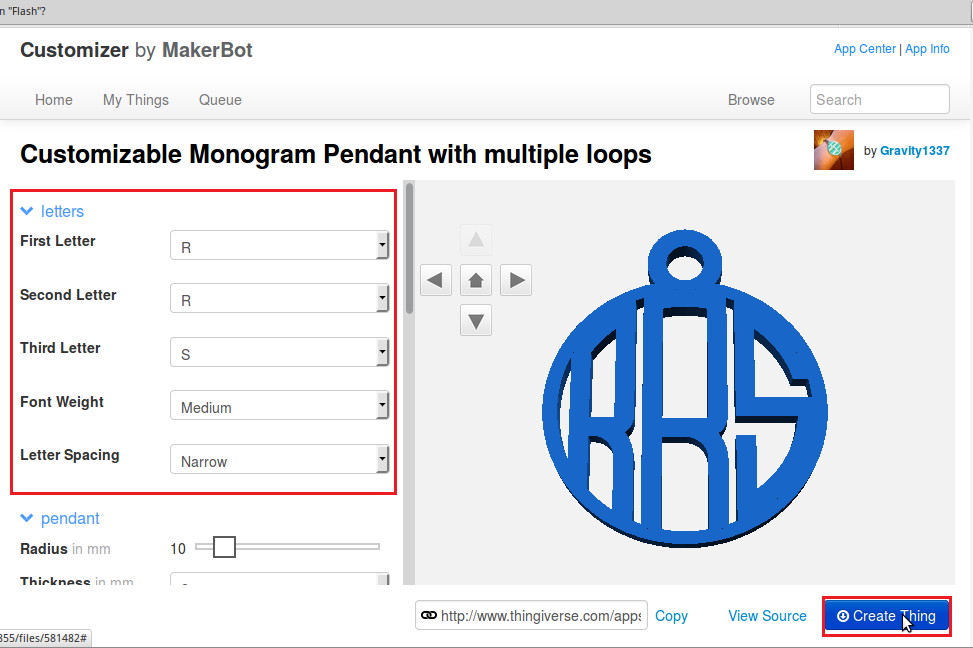 n "Flash"?
Customizer by MakerBot
App Center | App Info
Home My Things Queue Browse Search
Customizable Monogram Pendant with multiple loops
by Gravity1337
letters
First Letter R
Second Letter R
Third Letter S
Font Weight Medium
Letter Spacing Narrow
pendant
Radius in mm 10
Thickness in mm
RRS
http://www.thingiverse.com/apps Copy View Source Create Thing
355/files/581482#